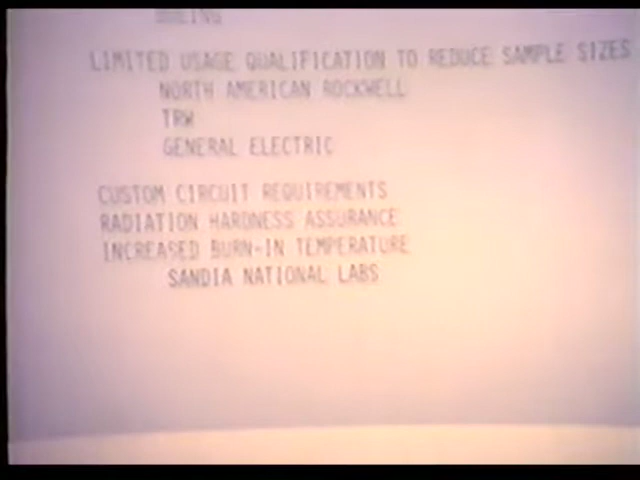 BOEING
LIMITED USAGE QUALIFICATION TO REDUCE SAMPLE SIZES
NORTH AMERICAN ROCKWELL
TRW
GENERAL ELECTRIC
CUSTOM CIRCUIT REQUIREMENTS
RADIATION HARDNESS ASSURANCE
INCREASED BURN-IN TEMPERATURE
SANDIA NATIONAL LABS